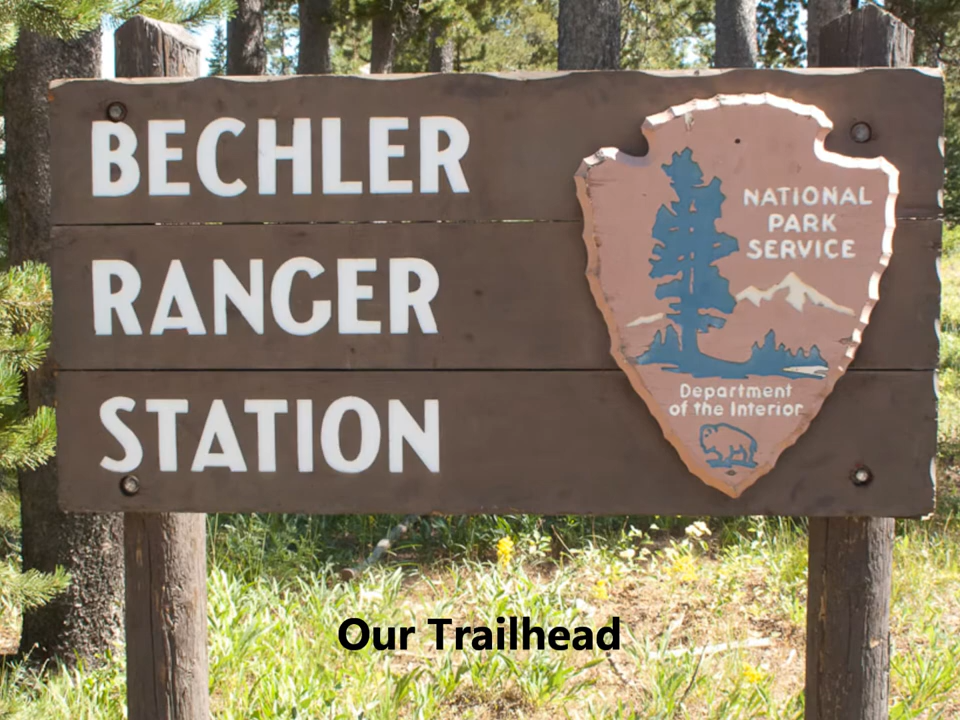 BECHLER
RANGER
STATION
NATIONAL
PARK
SERVICE
Department
of the Interior
Our Trailhead